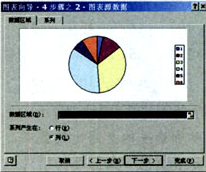 图表向导 - 4 步骤之 2 - 图表源数据
数据区域 系列
数据区域(D):
系列产生在: 行(R)
列(L)
取消 < 上一步(B) 下一步 > 完成(F)